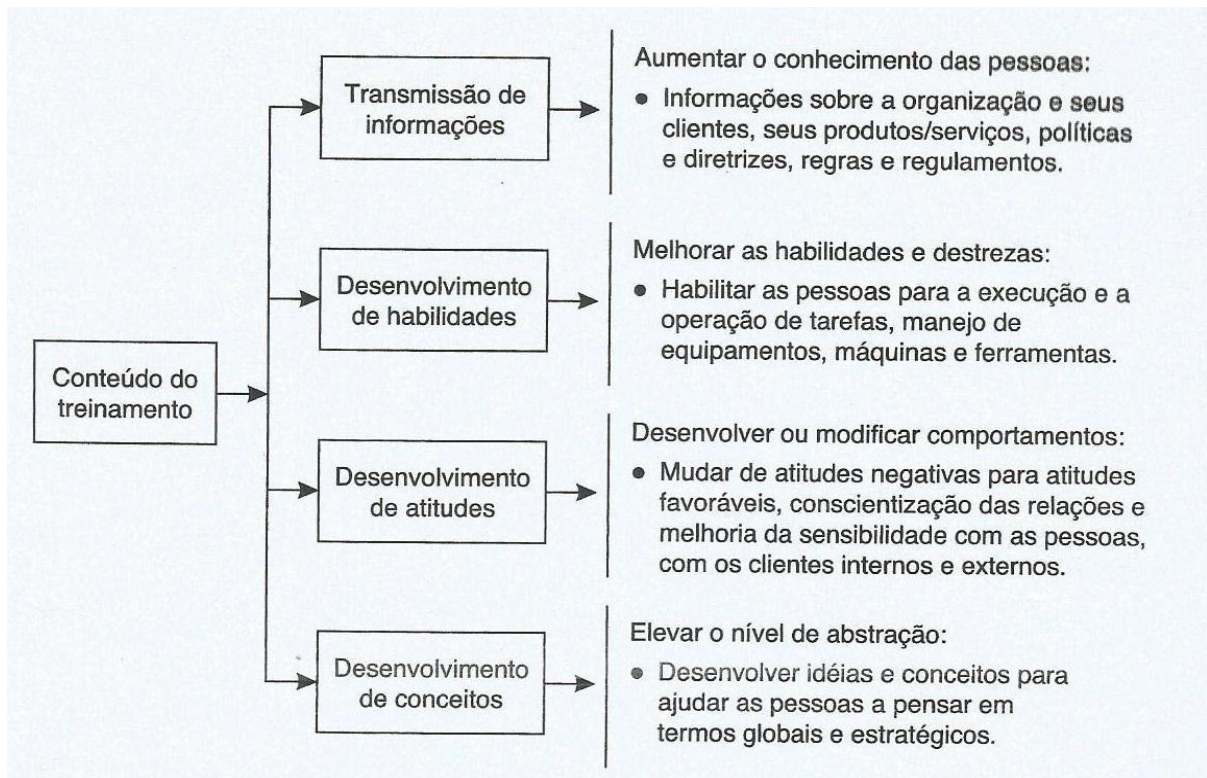 Conteúdo do
treinamento
Transmissão de
informações
Aumentar o conhecimento das pessoas:
• Informações sobre a organização e seus
clientes, seus produtos/serviços, políticas
e diretrizes, regras e regulamentos.
Desenvolvimento
de habilidades
Melhorar as habilidades e destrezas:
• Habilitar as pessoas para a execução e a
operação de tarefas, manejo de
equipamentos, máquinas e ferramentas.
Desenvolvimento
de atitudes
Desenvolver ou modificar comportamentos:
• Mudar de atitudes negativas para atitudes
favoráveis, conscientização das relações e
melhoria da sensibilidade com as pessoas,
com os clientes internos e externos.
Desenvolvimento
de conceitos
Elevar o nível de abstração:
• Desenvolver idéias e conceitos para
ajudar as pessoas a pensar em
termos globais e estratégicos.